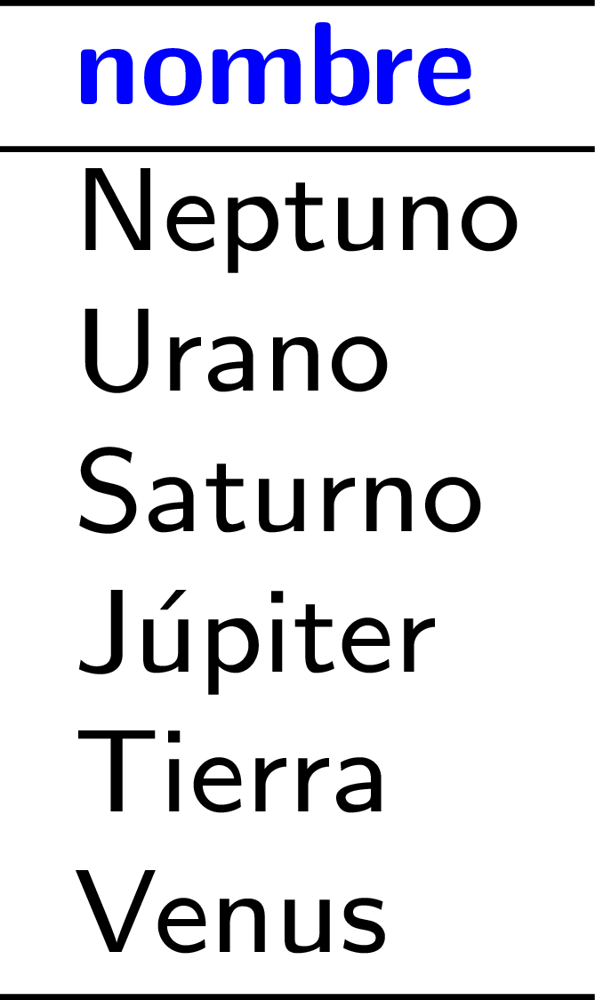 nombre
Neptuno
Urano
Saturno
Júpiter
Tierra
Venus